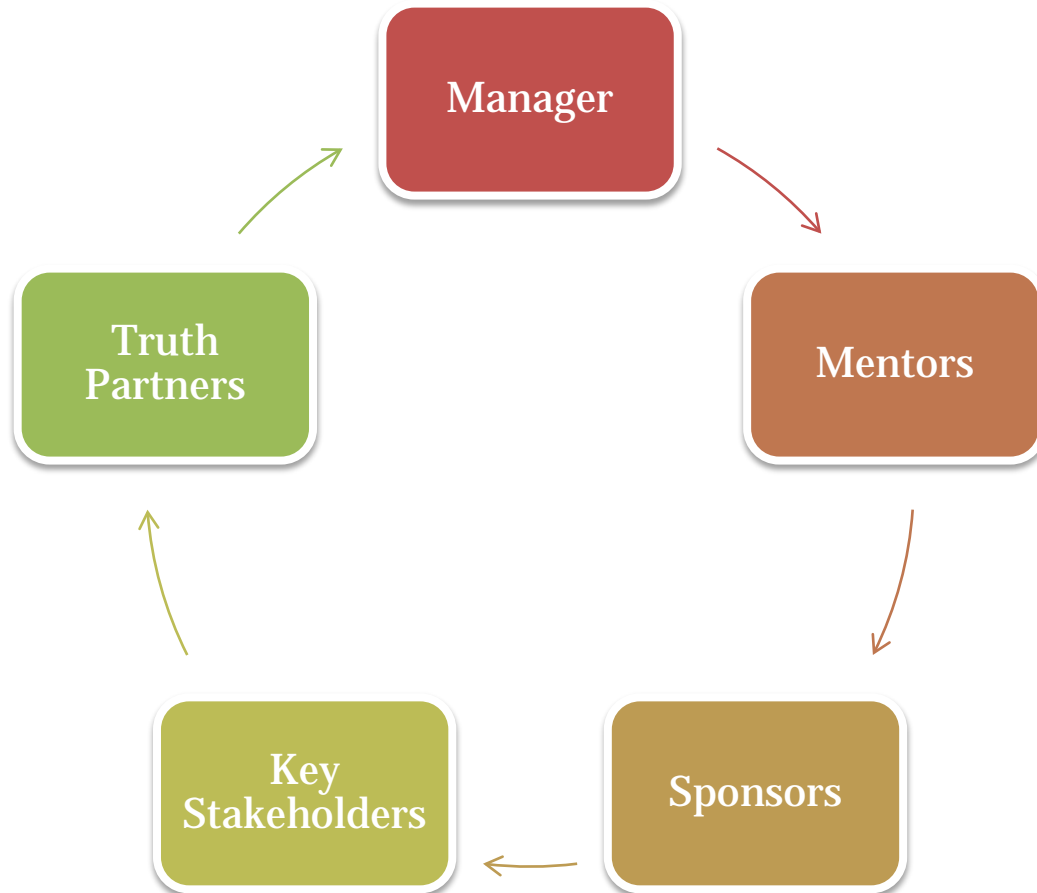 Manager
Mentors
Sponsors
Key
Stakeholders
Truth
Partners